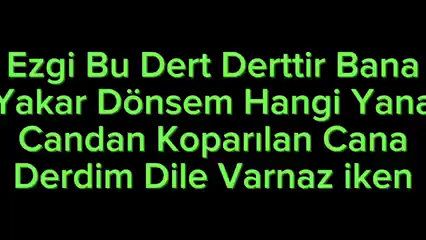 Ezgi Bu Dert Derttir Bana
Yakar Dönsem Hangi Yana
Candan Koparılan Cana
Derdim Dile Varnaz iken